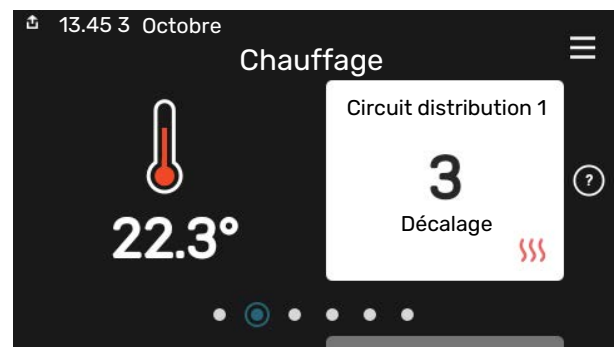 13.45 3 Octobre
Chauffage
Circuit distribution 1
3
Décalage
22.3°
?